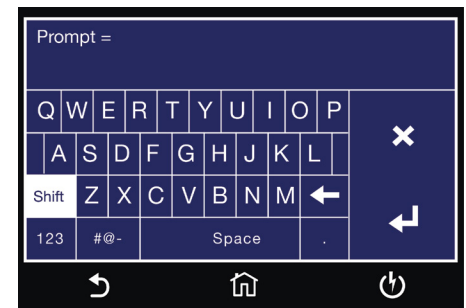 Prompt =
Q W E R T Y U I O P
A S D F G H J K L
Shift Z X C V B N M
123 #@- Space .